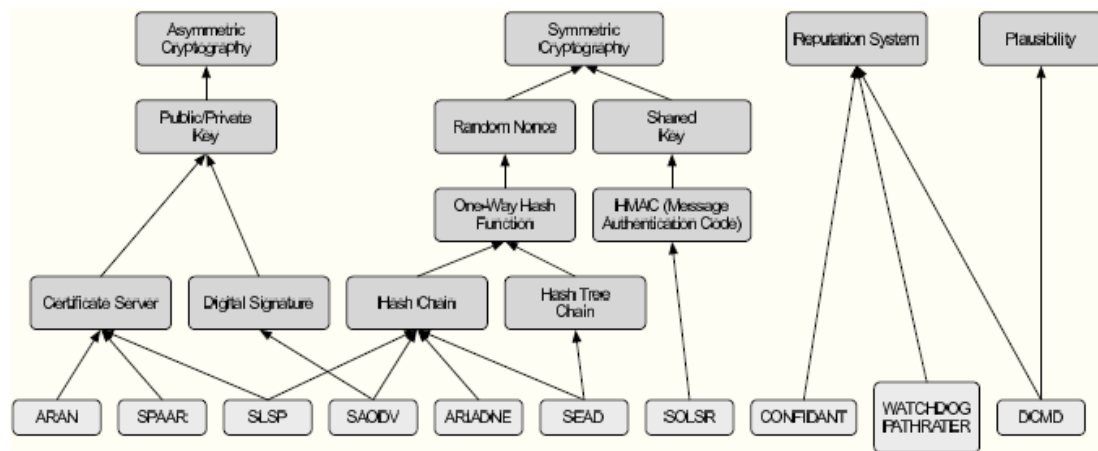 Asymmetric
Cryptography
Symmetric
Cryptography
Reputation System
Plausibility
Public/Private
Key
Random Nonce
Shared
Key
One-Way Hash
Function
HMAC (Message
Authentication Code)
Certificate Server
Digital Signature
Hash Chain
Hash Tree
Chain
ARAN
SPAAR
SLSP
SAODV
ARIADNE
SEAD
SOLSR
CONFIDANT
WATCHDOG
PATHRATER
DCMD